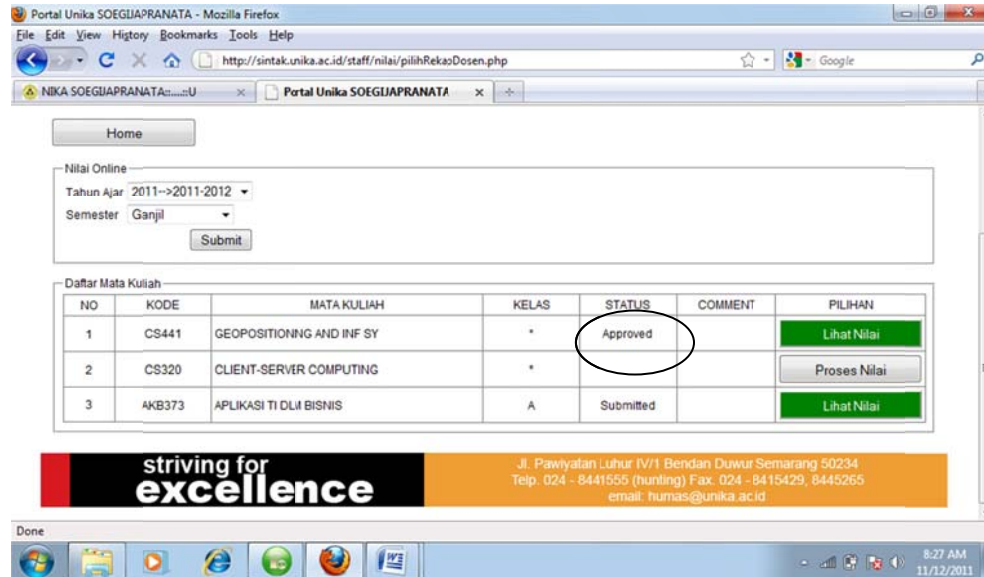 Portal Unika SOEGIJAPRANATA - Mozilla Firefox
File Edit View History Bookmarks Tools Help
http://sintak.unika.ac.id/staff/nilai/pilihRekapDosen.php
Google
NIKA SOEGIJAPRANATA::.....::U
Portal Unika SOEGIJAPRANATA
Home
Nilai Online
Tahun Ajar 2011-->2011-2012
Semester Ganjil
Submit
Daftar Mata Kuliah
NO KODE MATA KULIAH KELAS STATUS COMMENT PILIHAN
1 CS441 GEOPOSITIONNG AND INF SY * Approved Lihat Nilai
2 CS320 CLIENT-SERVER COMPUTING * Proses Nilai
3 AKB373 APLIKASI TI DLM BISNIS A Submitted Lihat Nilai
striving for
excellence
Jl. Pawiyatan Luhur IV/1 Bendan Duwur Semarang 50234
Telp. 024 - 8441555 (hunting) Fax. 024 - 8415429, 8445265
email: humas@unika.ac.id
Done
8:27 AM
11/12/2011